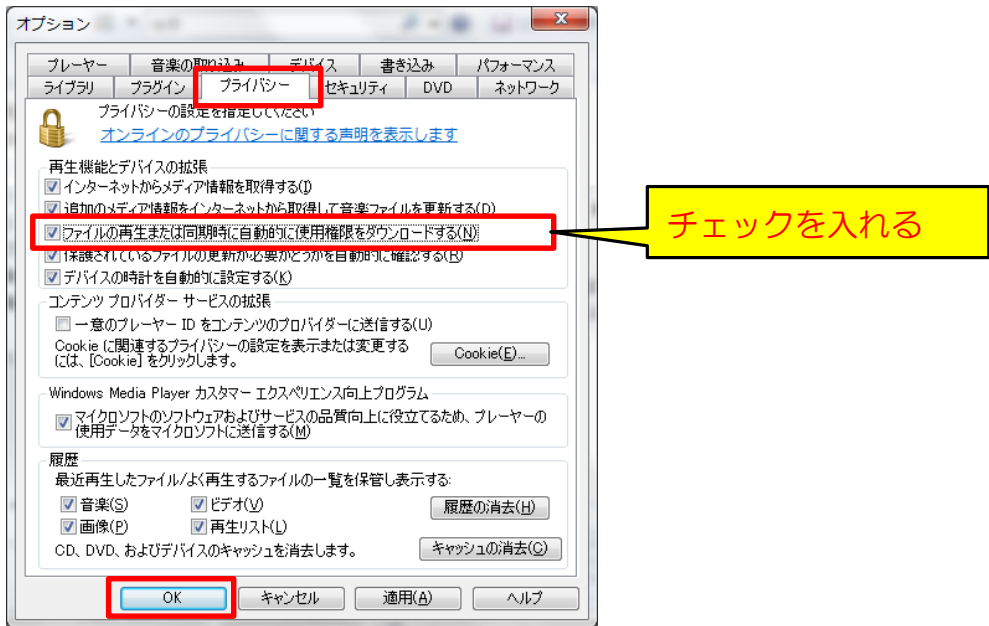 オプション
プレーヤー 音楽の取り込み デバイス 書き込み パフォーマンス
ライブラリ プラグイン プライバシー セキュリティ DVD ネットワーク
プライバシーの設定を指定してください
オンラインのプライバシーに関する声明を表示します
再生機能とデバイスの拡張
インターネットからメディア情報を取得する(I)
追加のメディア情報をインターネットから取得して音楽ファイルを更新する(D)
ファイルの再生または同期時に自動的に使用権限をダウンロードする(N)
チェックを入れる
保護されているファイルの更新が必要かどうかを自動的に確認する(R)
デバイスの時計を自動的に設定する(K)
コンテンツ プロバイダー サービスの拡張
一意のプレーヤー ID をコンテンツのプロバイダーに送信する(U)
Cookie に関連するプライバシーの設定を表示または変更する
には、[Cookie] をクリックします。
Cookie(E)...
Windows Media Player カスタマー エクスペリエンス向上プログラム
マイクロソフトのソフトウェアおよびサービスの品質向上に役立てるため、プレーヤーの
使用データをマイクロソフトに送信する(M)
履歴
最近再生したファイル/よく再生するファイルの一覧を保管し表示する:
音楽(S) ビデオ(V) 履歴の消去(H)
画像(P) 再生リスト(L)
CD、DVD、およびデバイスのキャッシュを消去します。 キャッシュの消去(C)
OK キャンセル 適用(A) ヘルプ